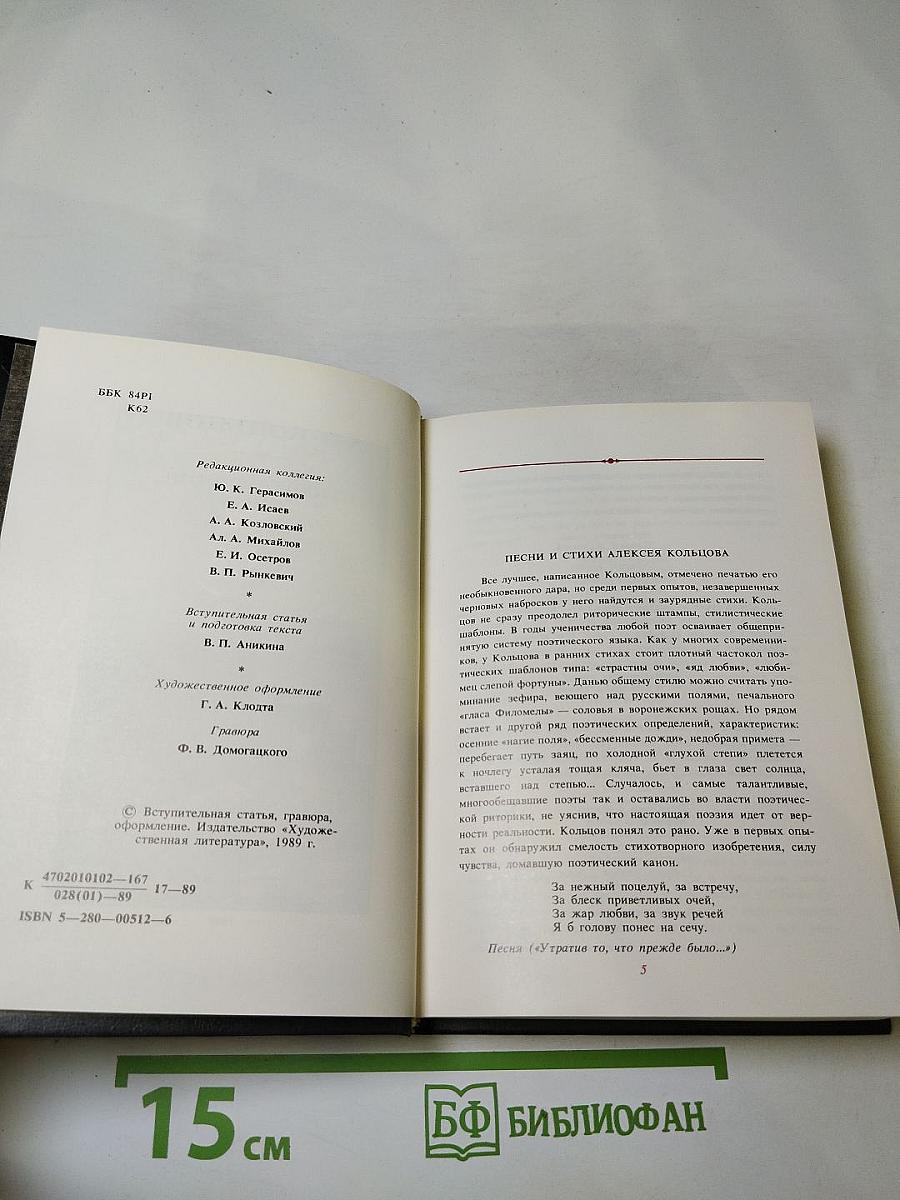 ББК 84Р1
К62
Редакционная коллегия:
Ю. К. Герасимов
Е. А. Исаев
А. А. Козловский
Ал. А. Михайлов
Е. И. Осетров
В. П. Рынкевич
*
Вступительная статья
и подготовка текста
В. П. Аникина
*
Художественное оформление
Г. А. Клодта
Гравюра
Ф. В. Домогацкого
© Вступительная статья, гравюра,
оформление. Издательство «Художе-
ственная литература», 1989 г.
К 4702010102—167
028(01)—89 17—89
ISBN 5—280—00512—6
ПЕСНИ И СТИХИ АЛЕКСЕЯ КОЛЬЦОВА
Все лучшее, написанное Кольцовым, отмечено печатью его
необыкновенного дара, но среди первых опытов, незавершенных
черновых набросков у него найдутся и заурядные стихи. Коль-
цов не сразу преодолел риторические штампы, стилистические
шаблоны. В годы ученичества любой поэт осваивает общепри-
нятую систему поэтического языка. Как у многих современни-
ков, у Кольцова в ранних стихах стоит плотный частокол поэ-
тических шаблонов типа: «страстны очи», «яд любви», «люби-
мец слепой фортуны». Данью общему стилю можно считать упо-
минание зефира, веющего над русскими полями, печального
«гласа Филомелы» — соловья в воронежских рощах. Но рядом
встает и другой ряд поэтических определений, характеристик:
осенние «нагие поля», «бессменные дожди», недобрая примета —
перебегает путь заяц, по холодной «глухой степи» плетется
к ночлегу усталая тощая кляча, бьет в глаза свет солнца,
вставшего над степью... Случалось, и самые талантливые,
многообещавшие поэты так и оставались во власти поэтичес-
кой риторики, не уяснив, что настоящая поэзия идет от вер-
ности реальности. Кольцов понял это рано. Уже в первых опы-
тах он обнаружил смелость стихотворного изобретения, силу
чувства, ломавшую поэтический канон.
За нежный поцелуй, за встречу,
За блеск приветливых очей,
За жар любви, за звук речей
Я б голову понес на сечу.
Песня («Утратив то, что прежде было...»)
5
15 см
БФ БИБЛИОФАН